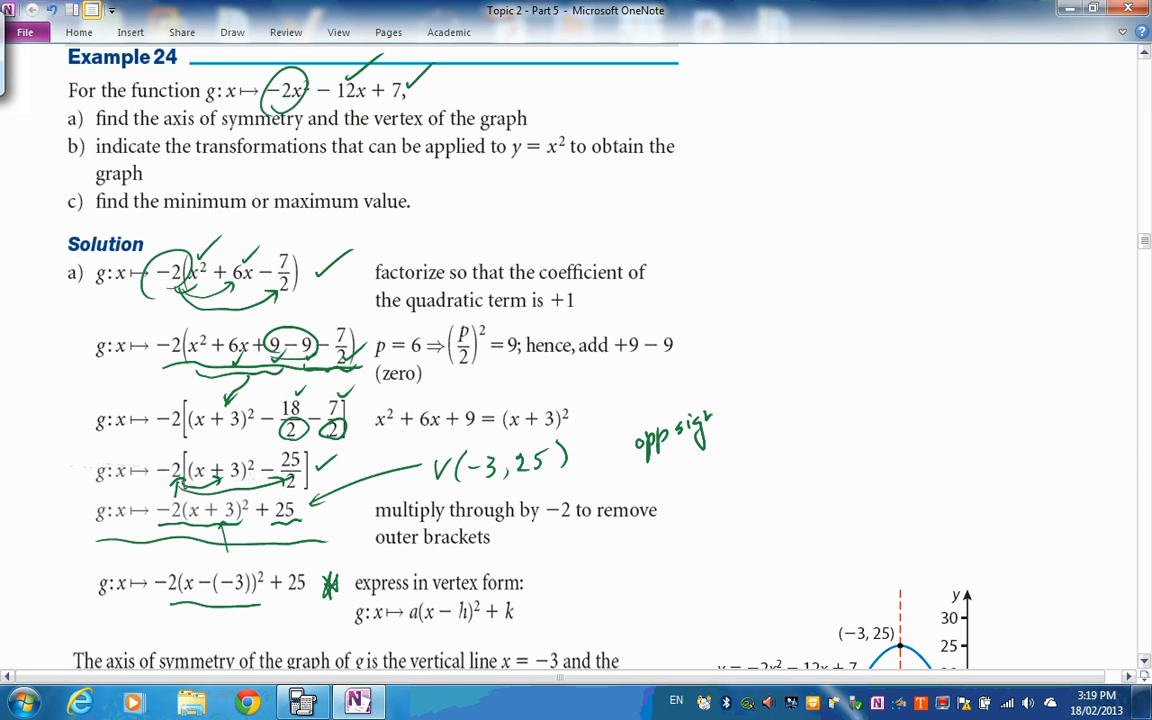 Topic 2 - Part 5 - Microsoft OneNote
File Home Insert Share Draw Review View Pages Academic
Example 24
For the function g: x ↦ −2x² − 12x + 7,
a) find the axis of symmetry and the vertex of the graph
b) indicate the transformations that can be applied to y = x² to obtain the
graph
c) find the minimum or maximum value.
Solution
a) g: x ↦ −2(x² + 6x − 7/2) factorize so that the coefficient of
the quadratic term is +1
g: x ↦ −2(x² + 6x + 9 − 9 − 7/2) p = 6 ⇒ (p/2)² = 9; hence, add +9 − 9
(zero)
g: x ↦ −2[(x + 3)² − 18/2 − 7/2] x² + 6x + 9 = (x + 3)²
opp sign
g: x ↦ −2[(x + 3)² − 25/2] V(−3, 25)
g: x ↦ −2(x + 3)² + 25 multiply through by −2 to remove
outer brackets
g: x ↦ −2(x − (−3))² + 25 express in vertex form:
g: x ↦ a(x − h)² + k
y
30
(−3, 25)
25
The axis of symmetry of the graph of g is the vertical line x = −3 and the
y = −2x² − 12x + 7
EN
3:19 PM
18/02/2013